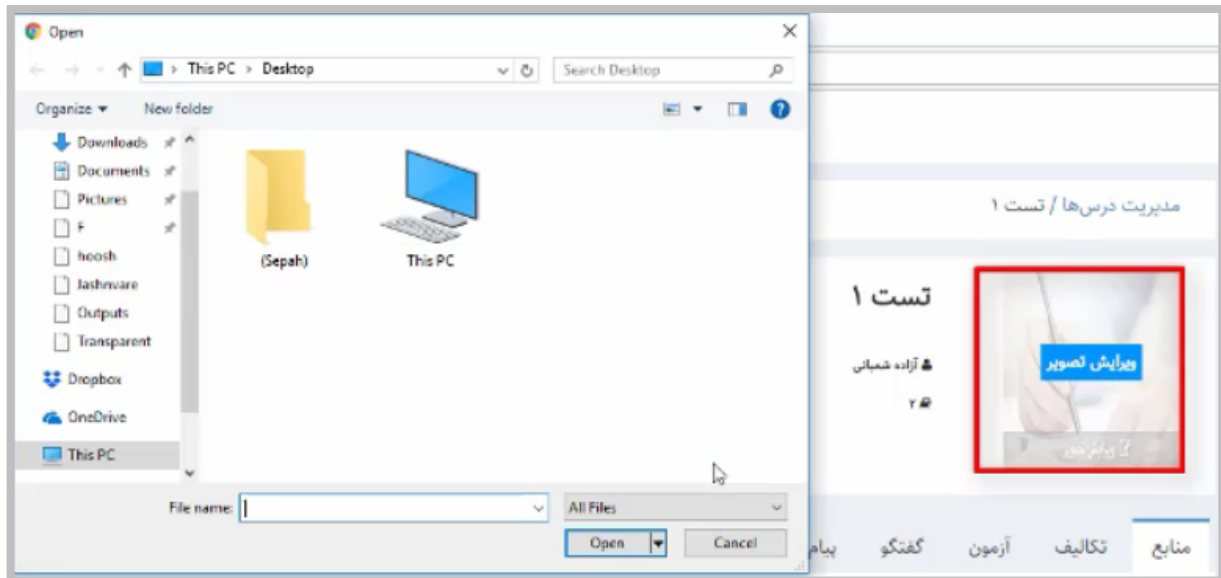 Open
This PC > Desktop
Search Desktop
Organize
New folder
Downloads
Documents
Pictures
F
hoosh
Jashnvare
Outputs
Transparent
Dropbox
OneDrive
This PC
(Sepah)
This PC
File name:
All Files
Open
Cancel
مدیریت درس‌ها / تست ۱
تست ۱
آزاده شعبانی
۲
ویرایش تصویر
منابع تکالیف آزمون گفتگو پیام